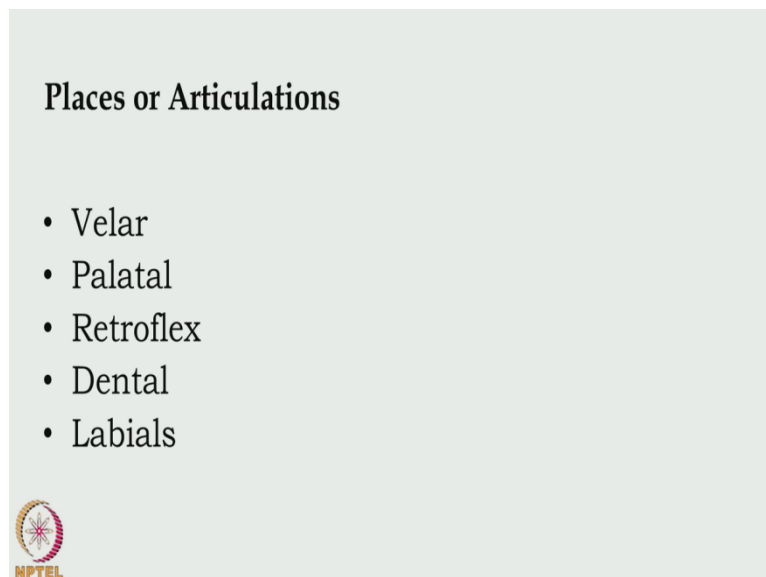 Places or Articulations
• Velar
• Palatal
• Retroflex
• Dental
• Labials
NPTEL